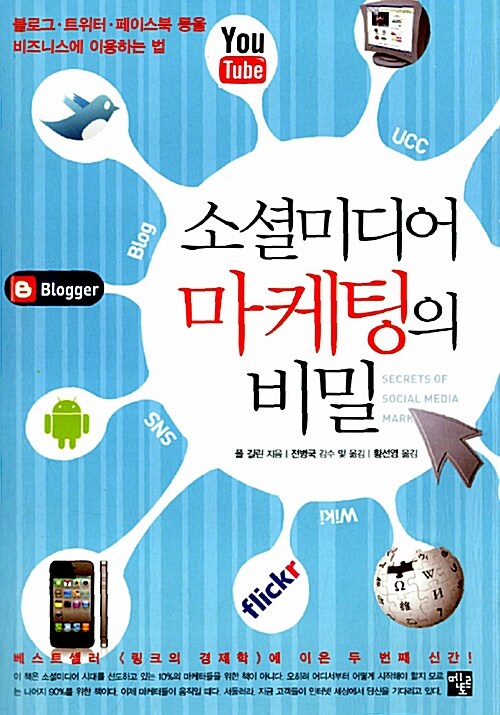 블로그·트위터·페이스북 등을
비즈니스에 이용하는 법
You
Tube
UCC
Blog
소셜미디어
마케팅의
비밀
SECRETS OF
SOCIAL MEDIA
MARK
B Blogger
SNS
폴 길린 지음 | 전병국 감수 및 옮김 | 황선영 옮김
Wiki
flickr
베스트셀러 〈링크의 경제학〉에 이은 두 번째 신간!
이 책은 소셜미디어 시대를 선도하고 있는 10%의 마케터들을 위한 책이 아니다. 오히려 어디서부터 어떻게 시작해야 할지 모르
는 나머지 90%를 위한 책이다. 이제 마케터들이 움직일 때다. 서둘러라. 지금 고객들이 인터넷 세상에서 당신을 기다리고 있다.
멘토르